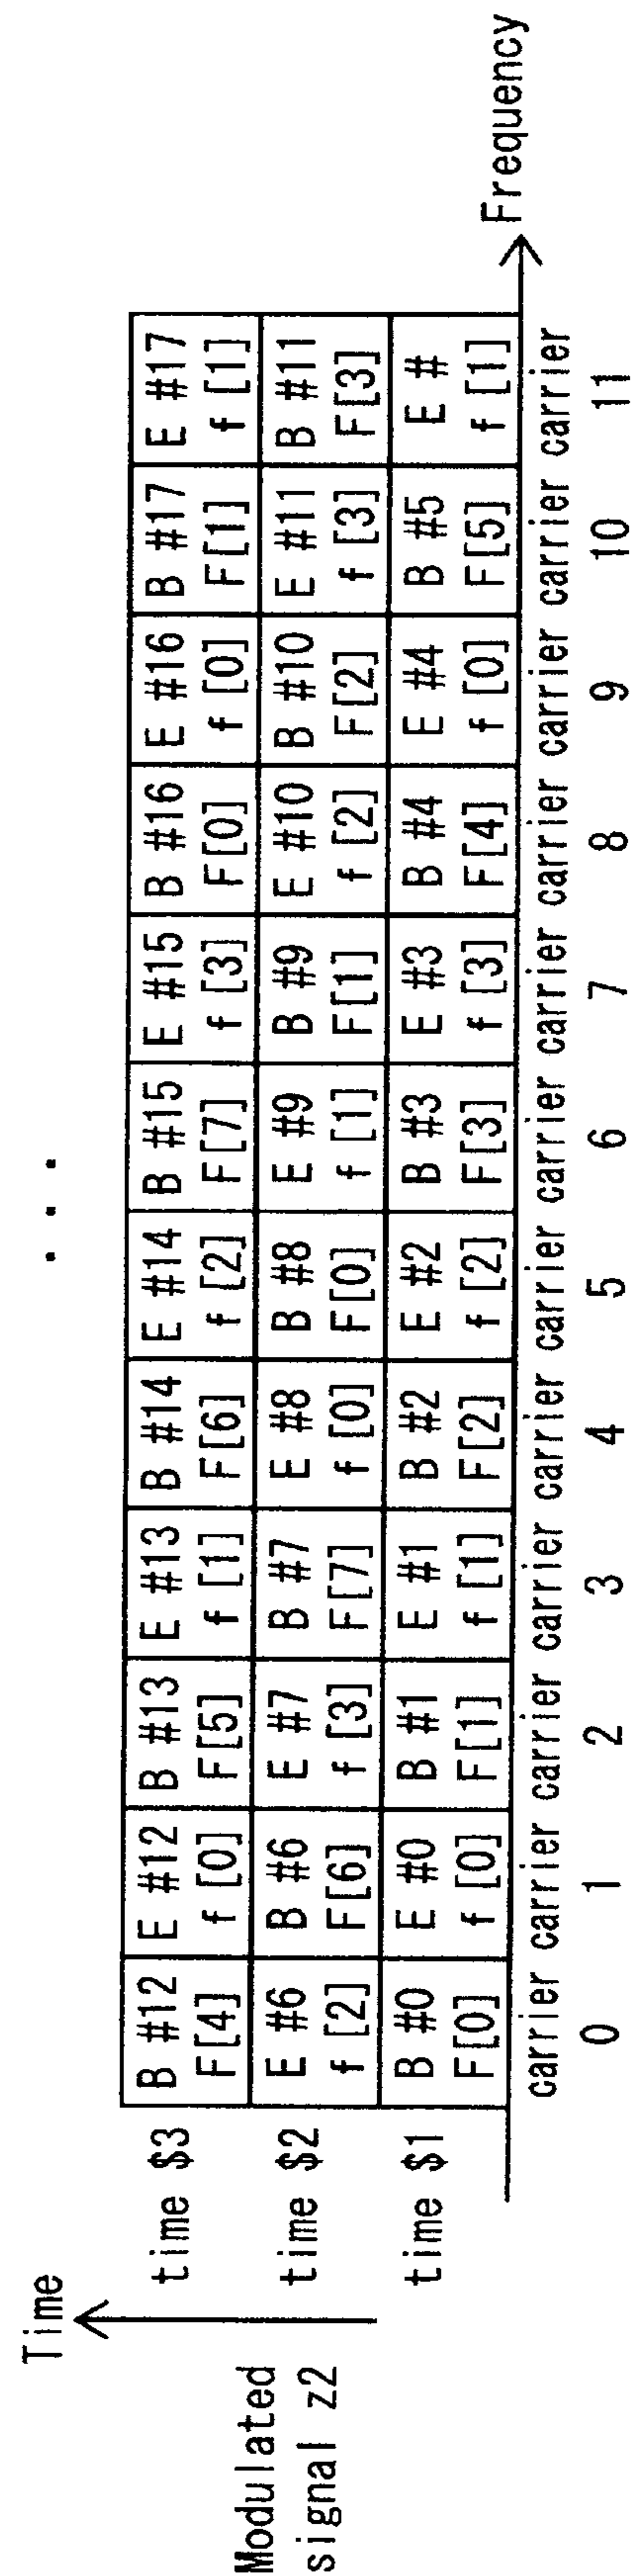 Time
. . .
Modulated
signal z2
time $3
B #12 E #12 B #13 E #13 B #14 E #14 B #15 E #15 B #16 E #16 B #17 E #17
F[4] f [0] F[5] f [1] F[6] f [2] F[7] f [3] F[0] f [0] F[1] f [1]
time $2
E #6 B #6 E #7 B #7 E #8 B #8 E #9 B #9 E #10 B #10 E #11 B #11
f [2] F[6] f [3] F[7] f [0] F[0] f [1] F[1] f [2] F[2] f [3] F[3]
time $1
B #0 E #0 B #1 E #1 B #2 E #2 B #3 E #3 B #4 E #4 B #5 E #
F[0] f [0] F[1] f [1] F[2] f [2] F[3] f [3] F[4] f [0] F[5] f [1]
Frequency
carrier carrier carrier carrier carrier carrier carrier carrier carrier carrier carrier carrier
0 1 2 3 4 5 6 7 8 9 10 11